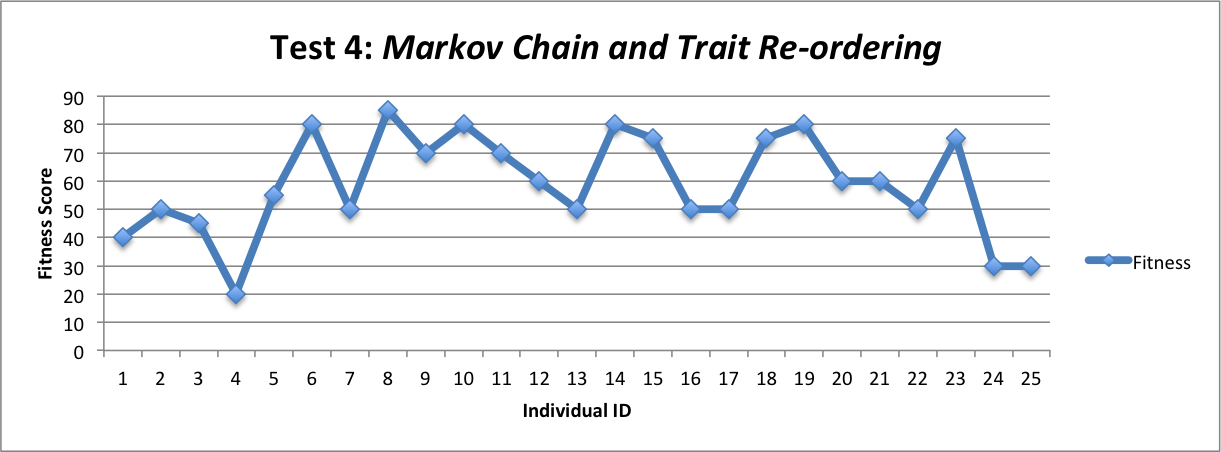 Test 4: Markov Chain and Trait Re-ordering
90
80
70
60
50
40
30
20
10
0
Fitness Score
1 2 3 4 5 6 7 8 9 10 11 12 13 14 15 16 17 18 19 20 21 22 23 24 25
Individual ID
Fitness